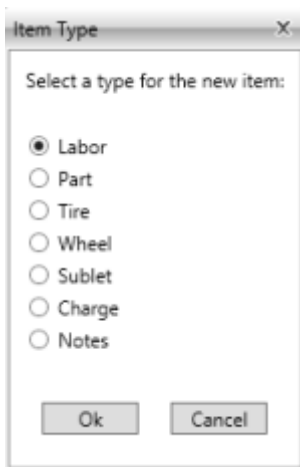 Item Type
Select a type for the new item:
Labor
Part
Tire
Wheel
Sublet
Charge
Notes
Ok Cancel